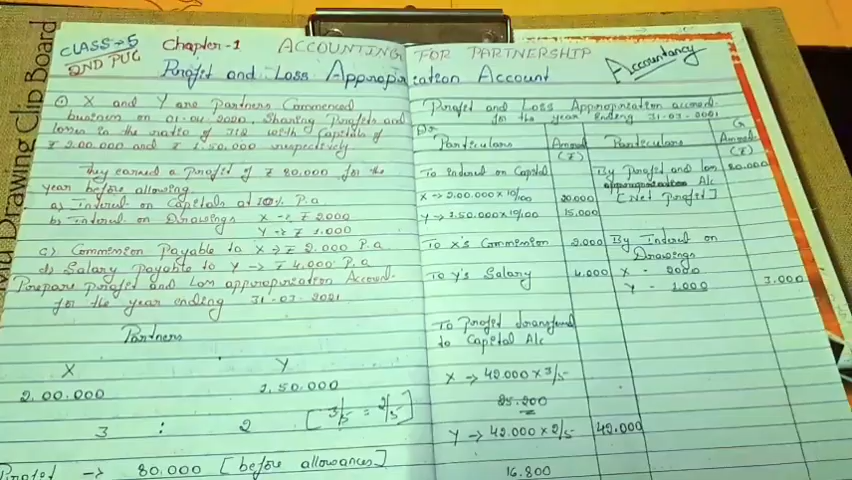 CLASS → 5
2ND PUC
Chapter-1 ACCOUNTING FOR PARTNERSHIP
Accountancy
Profit and Loss Appropriation Account
X and Y are Partners Commenced
business on 01-04-2020, Sharing Profits and
losses in the ratio of 3:2 with Capitals of
₹ 2,00,000 and ₹ 1,50,000 respectively.
They earned a Profit of ₹ 80,000 for the
year before allowing
a) Interest on Capitals at 10% P.a
b) Interest on Drawings X → ₹ 2000
Y → ₹ 1,000
c) Commission Payable to X → ₹ 2,000 P.a
d) Salary payable to Y → ₹ 4,000 P.a
Prepare profit and Loss appropriation Account
for the year ending 31-03-2021
Partners
X Y
2,00,000 1,50,000
3 : 2 [3/5 = 2/5]
Profit → 80,000 [before allowances]
Profit and Loss Appropriation account
for the year ending 31-03-2021
Dr Cr
Particulars Amount (₹) Particulars Amount (₹)
To Interest on Capital By Profit and loss 80,000
appropriation A/c
X → 2,00,000 x 10/100 20,000 [Net Profit]
Y → 1,50,000 x 10/100 15,000
To X's Commission 2,000 By Interest on
Drawings
To Y's Salary 4,000 X - 2000
Y - 1,000 3,000
To Profit transferred
to Capital A/c
X → 42,000 x 3/5
25,200
Y → 42,000 x 2/5 42,000
16,800
Drawing Clip Board